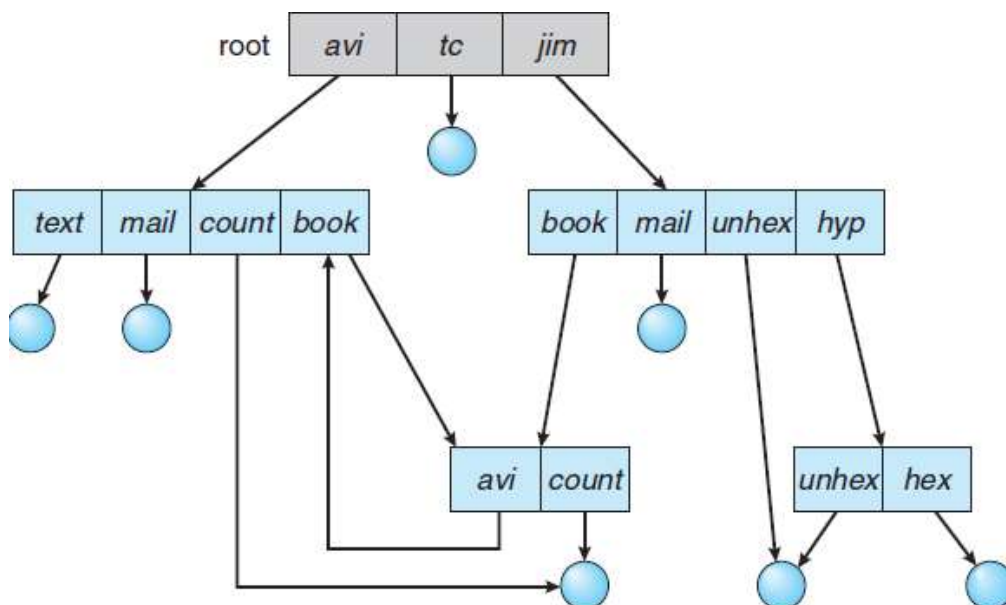 root avi tc jim
text mail count book book mail unhex hyp
avi count unhex hex